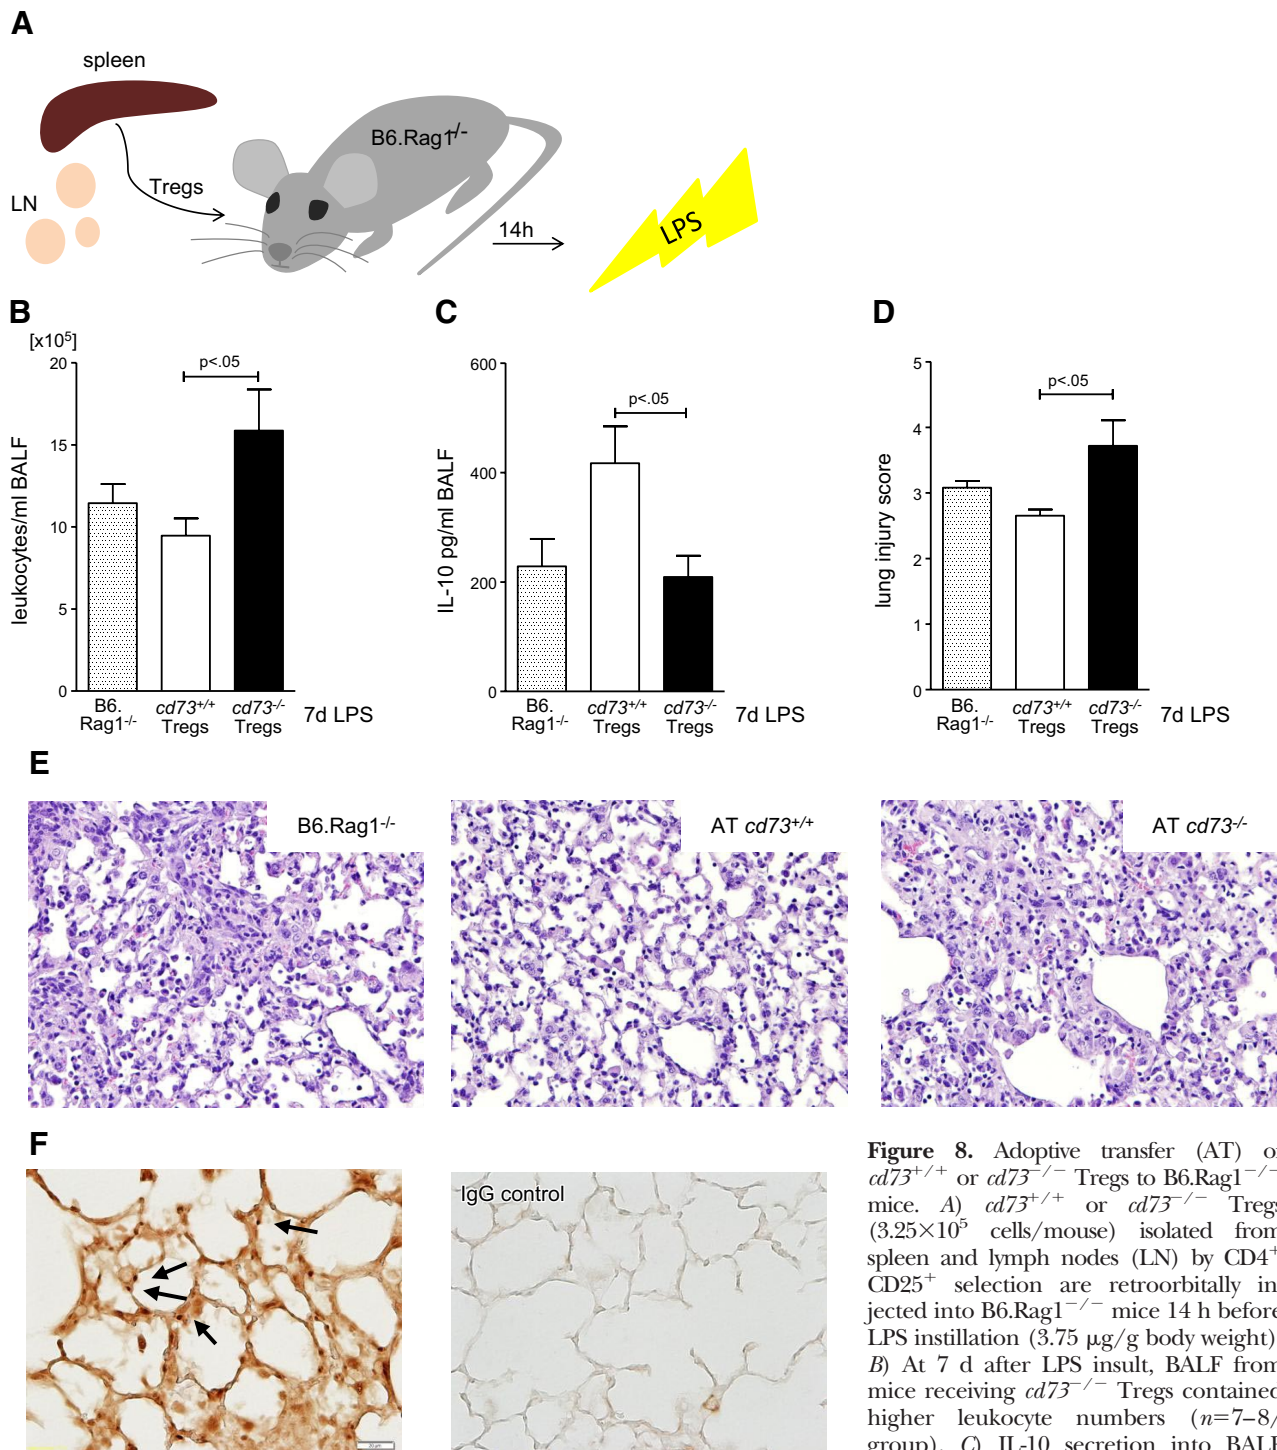 A
spleen
B6.Rag1-/-
Tregs
LN
14h
LPS
B
[x10⁵]
leukocytes/ml BALF
20
15
10
5
0
p<.05
B6. Rag1-/-
cd73+/+ Tregs
cd73-/- Tregs
7d LPS
C
IL-10 pg/ml BALF
600
400
200
0
p<.05
B6. Rag1-/-
cd73+/+ Tregs
cd73-/- Tregs
7d LPS
D
lung injury score
5
4
3
2
1
0
p<.05
B6. Rag1-/-
cd73+/+ Tregs
cd73-/- Tregs
7d LPS
E
B6.Rag1-/-
AT cd73+/+
AT cd73-/-
F
IgG control
Figure 8. Adoptive transfer (AT) of
cd73+/+ or cd73−/− Tregs to B6.Rag1−/−
mice. A) cd73+/+ or cd73−/− Tregs
(3.25×10⁵ cells/mouse) isolated from
spleen and lymph nodes (LN) by CD4+
CD25+ selection are retroorbitally in
jected into B6.Rag1−/− mice 14 h before
LPS instillation (3.75 μg/g body weight)
B) At 7 d after LPS insult, BALF from
mice receiving cd73−/− Tregs contained
higher leukocyte numbers (n=7–8/
group). C) IL-10 secretion into BALF